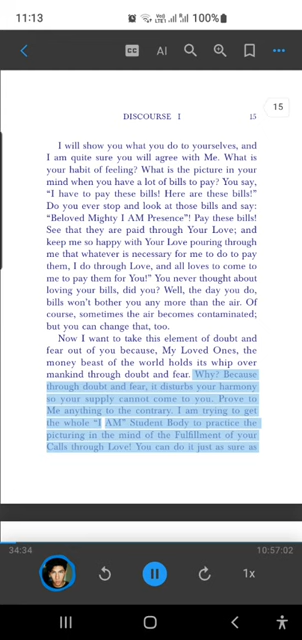 11:13
Vo)
LTE1
100%
CC
AI
15
DISCOURSE I 15
I will show you what you do to yourselves, and
I am quite sure you will agree with Me. What is
your habit of feeling? What is the picture in your
mind when you have a lot of bills to pay? You say,
“I have to pay these bills! Here are these bills!”
Do you ever stop and look at those bills and say:
“Beloved Mighty I AM Presence”! Pay these bills!
See that they are paid through Your Love; and
keep me so happy with Your Love pouring through
me that whatever is necessary for me to do to pay
them, I do through Love, and all loves to come to
me to pay them for You!” You never thought about
loving your bills, did you? Well, the day you do,
bills won’t bother you any more than the air. Of
course, sometimes the air becomes contaminated;
but you can change that, too.
Now I want to take this element of doubt and
fear out of you because, My Loved Ones, the
money beast of the world holds its whip over
mankind through doubt and fear. Why? Because
through doubt and fear, it disturbs your harmony
so your supply cannot come to you. Prove to
Me anything to the contrary. I am trying to get
the whole “I AM” Student Body to practice the
picturing in the mind of the Fulfillment of your
Calls through Love! You can do it just as sure as
34:34
10:57:02
1x